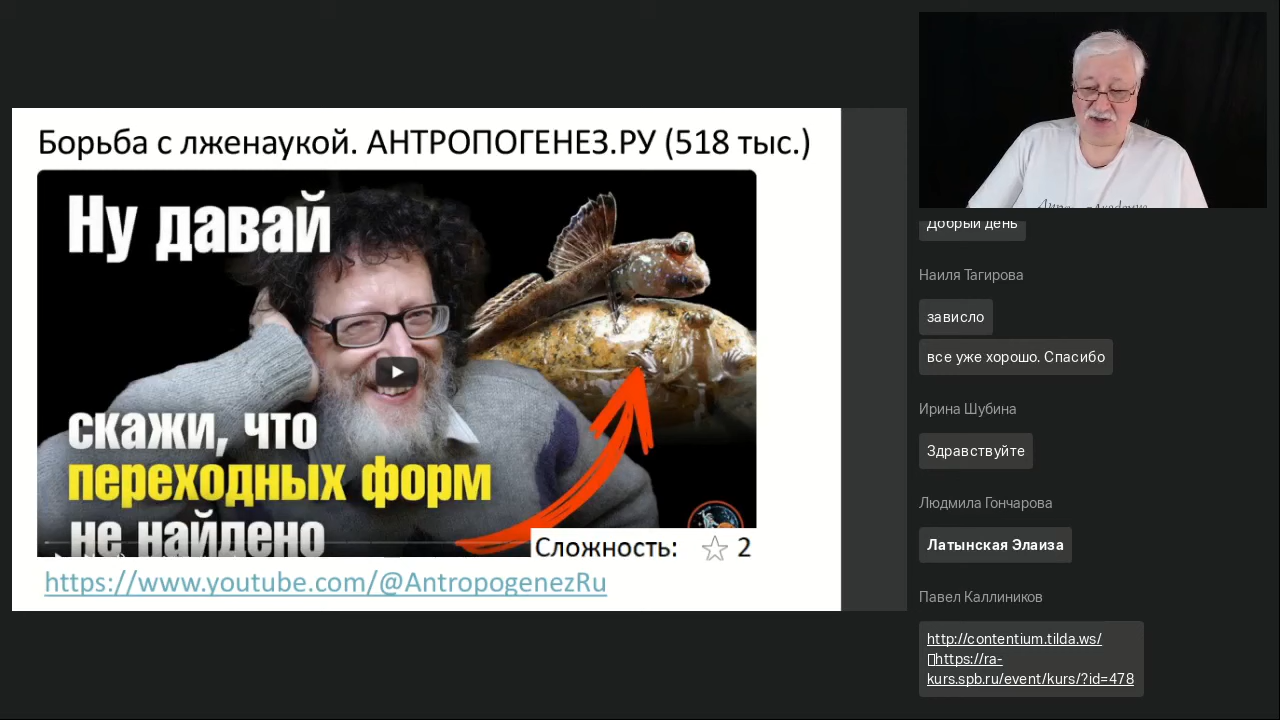 Борьба с лженаукой. АНТРОПОГЕНЕЗ.РУ (518 тыс.)
Ну давай
скажи, что
переходных форм
не найдено
Сложность: 2
https://www.youtube.com/@AntropogenezRu
Добрый день
Наиля Тагирова
зависло
все уже хорошо. Спасибо
Ирина Шубина
Здравствуйте
Людмила Гончарова
Латынская Элаиза
Павел Каллиников
http://contentium.tilda.ws/
https://ra-
kurs.spb.ru/event/kurs/?id=478